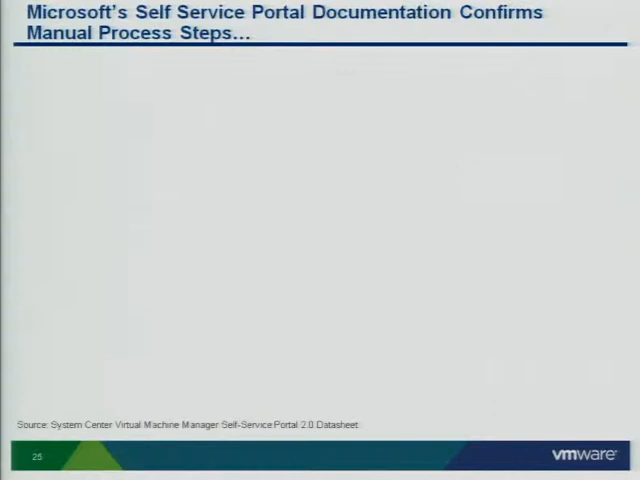 Microsoft's Self Service Portal Documentation Confirms
Manual Process Steps…
Source: System Center Virtual Machine Manager Self-Service Portal 2.0 Datasheet
25
vmware